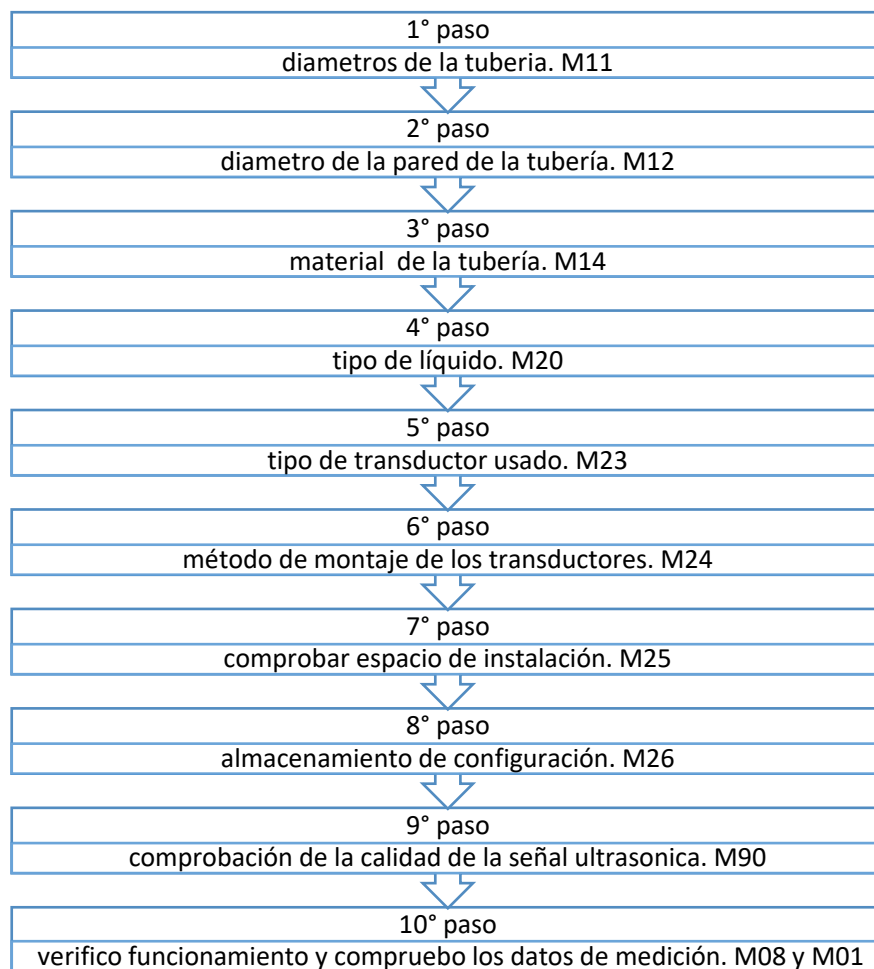 1° paso
diametros de la tuberia. M11
2° paso
diametro de la pared de la tubería. M12
3° paso
material de la tubería. M14
4° paso
tipo de líquido. M20
5° paso
tipo de transductor usado. M23
6° paso
método de montaje de los transductores. M24
7° paso
comprobar espacio de instalación. M25
8° paso
almacenamiento de configuración. M26
9° paso
comprobación de la calidad de la señal ultrasonica. M90
10° paso
verifico funcionamiento y compruebo los datos de medición. M08 y M01